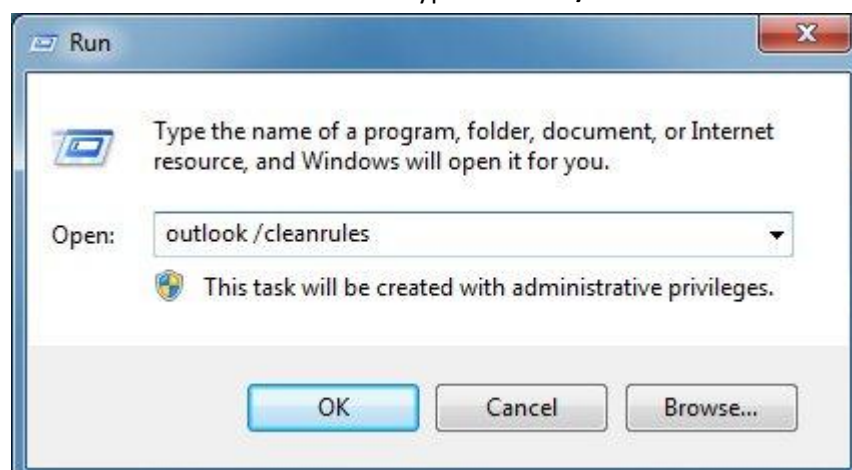 Run
Type the name of a program, folder, document, or Internet
resource, and Windows will open it for you.
Open:
outlook /cleanrules
This task will be created with administrative privileges.
OK
Cancel
Browse...